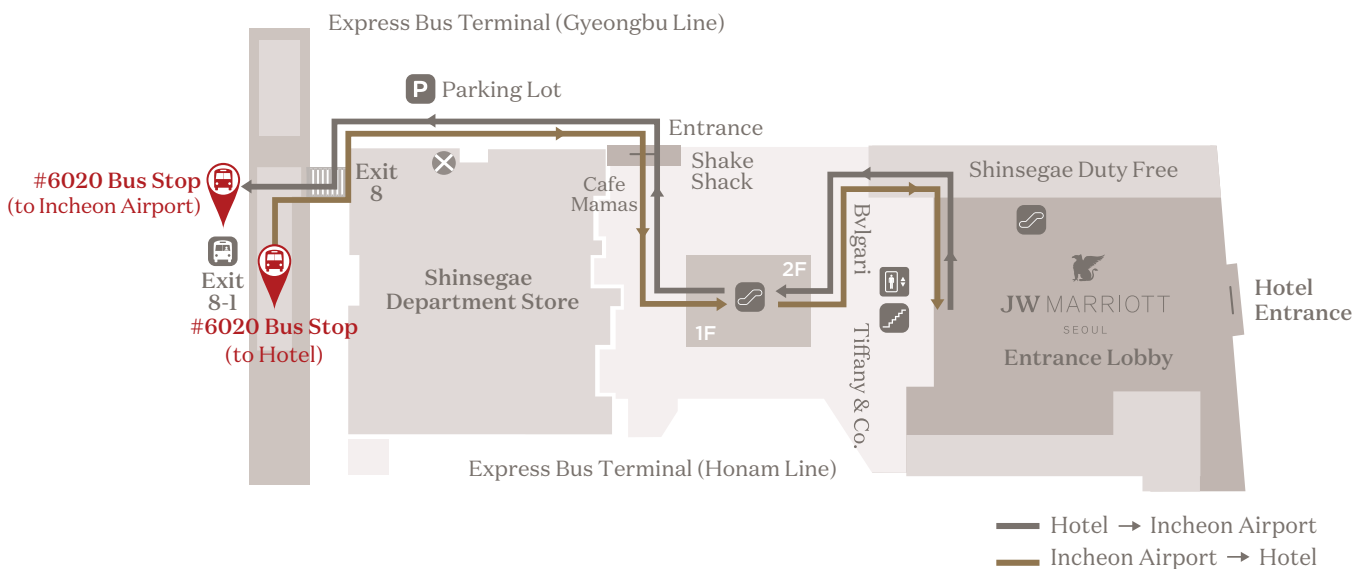 Express Bus Terminal (Gyeongbu Line)
P Parking Lot
Entrance
Exit
8
Shake
Shack
Shinsegae Duty Free
#6020 Bus Stop
(to Incheon Airport)
Cafe
Mamas
Bvlgari
2F
Exit
8-1
Shinsegae
Department Store
JW MARRIOTT
SEOUL
Entrance Lobby
Hotel
Entrance
#6020 Bus Stop
(to Hotel)
1F
Tiffany & Co.
Express Bus Terminal (Honam Line)
Hotel → Incheon Airport
Incheon Airport → Hotel